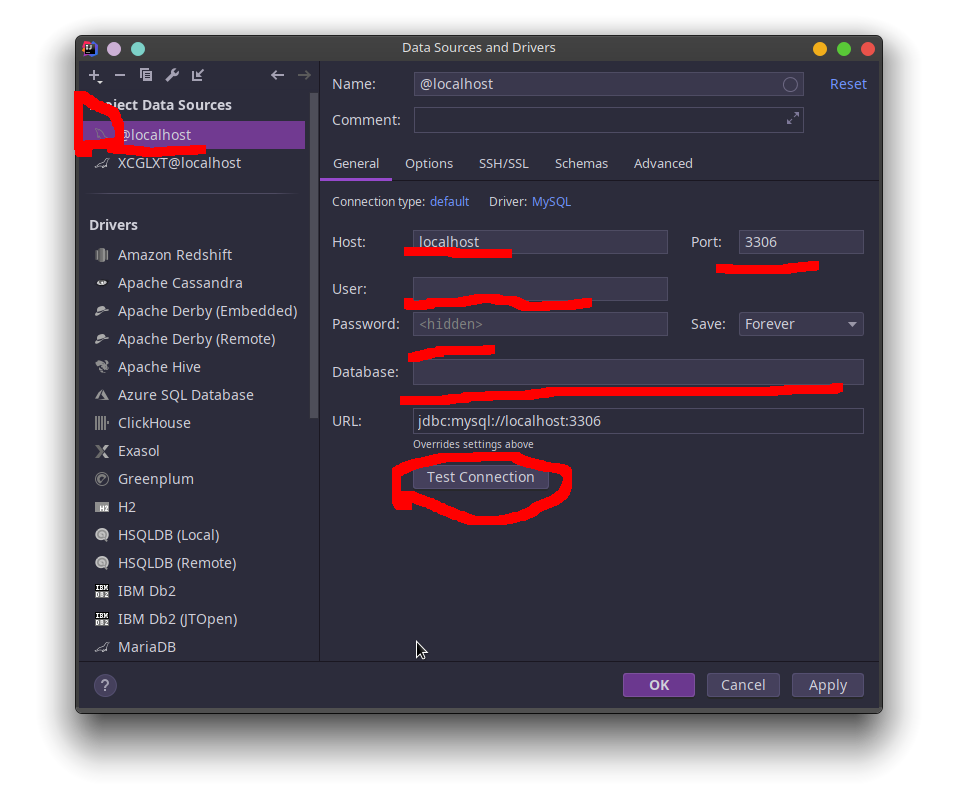 Data Sources and Drivers
Project Data Sources
@localhost
XCGLXT@localhost
Drivers
Amazon Redshift
Apache Cassandra
Apache Derby (Embedded)
Apache Derby (Remote)
Apache Hive
Azure SQL Database
ClickHouse
Exasol
Greenplum
H2
HSQLDB (Local)
HSQLDB (Remote)
IBM Db2
IBM Db2 (JTOpen)
MariaDB
Name: @localhost Reset
Comment:
General Options SSH/SSL Schemas Advanced
Connection type: default Driver: MySQL
Host: localhost Port: 3306
User:
Password: <hidden> Save: Forever
Database:
URL: jdbc:mysql://localhost:3306
Overrides settings above
Test Connection
? OK Cancel Apply